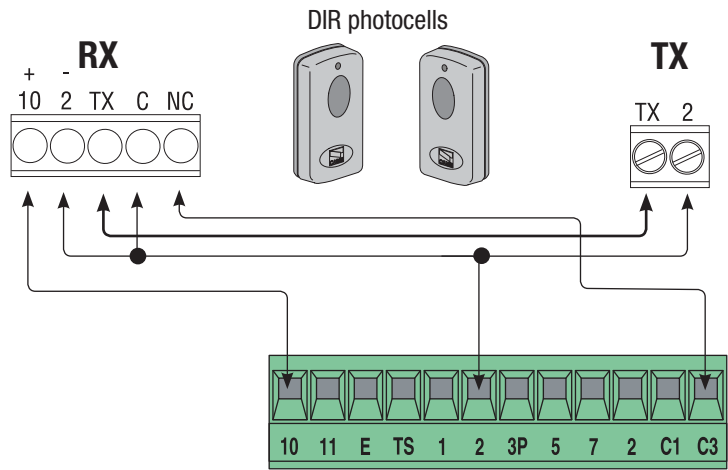 DIR photocells
RX
TX
+ -
10 2 TX C NC
TX 2
10 11 E TS 1 2 3P 5 7 2 C1 C3